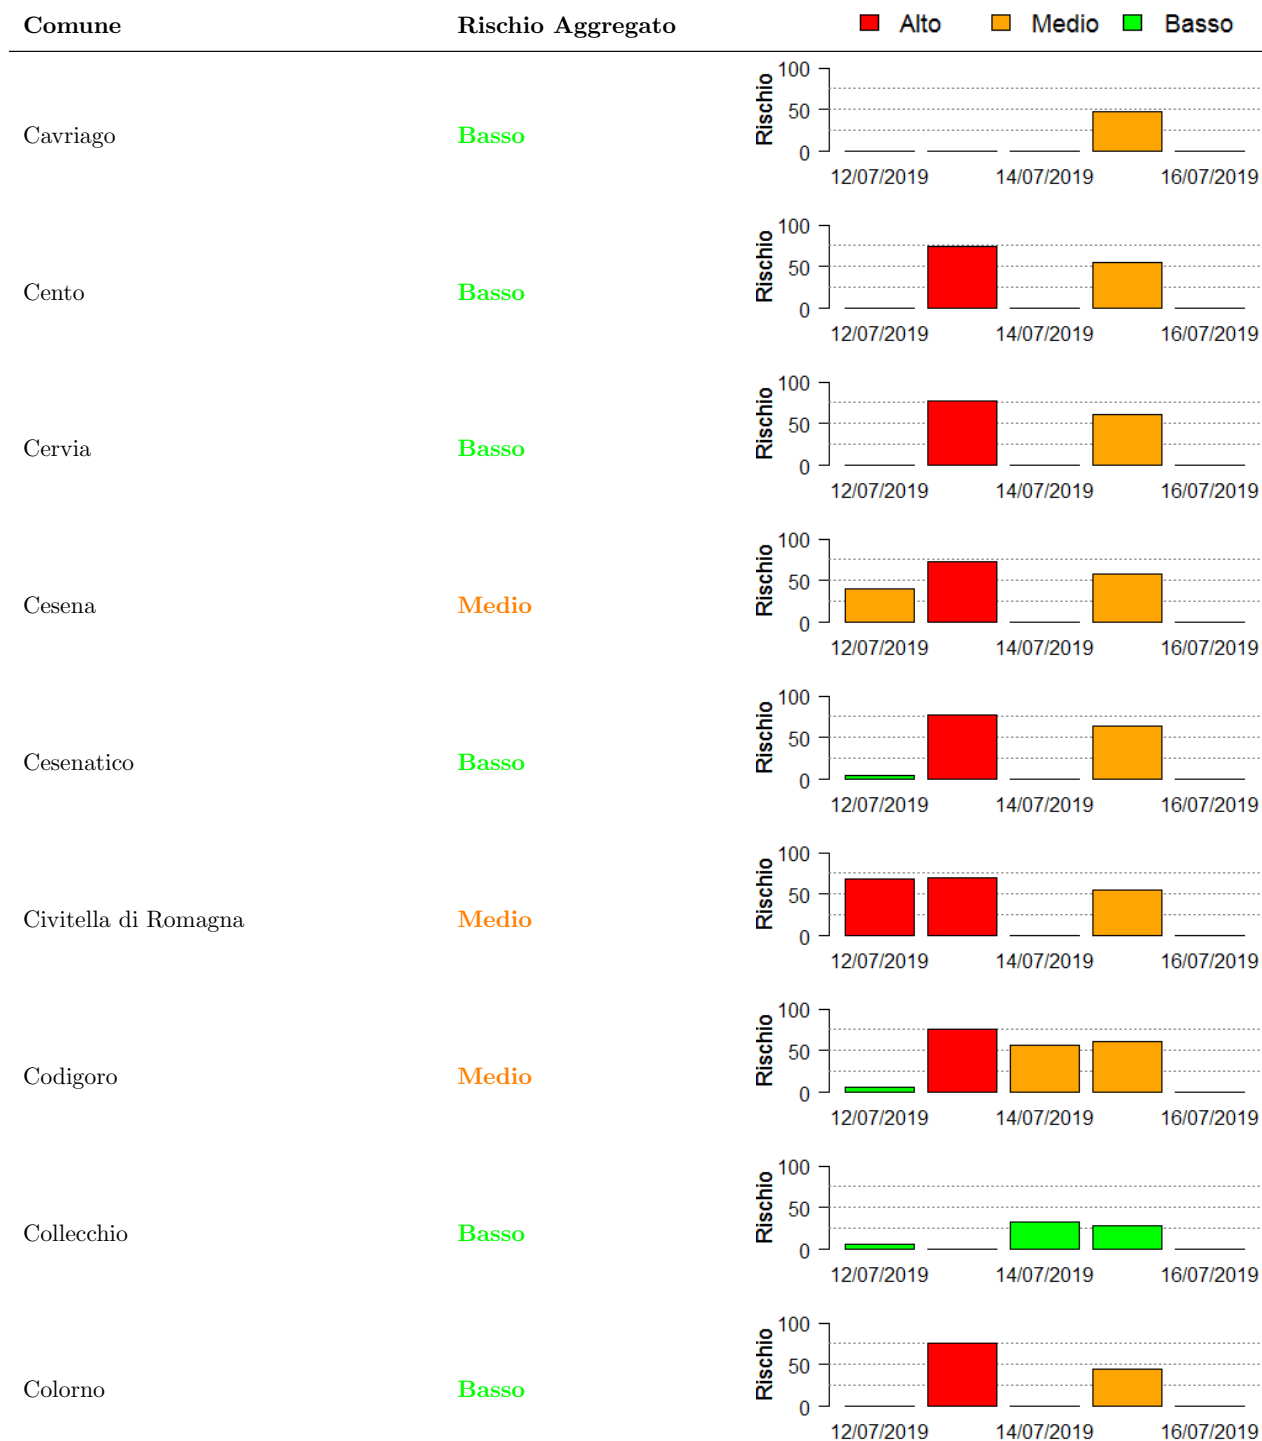 Comune Rischio Aggregato Alto Medio Basso
100
50
0
Rischio
Cavriago Basso
12/07/2019 14/07/2019 16/07/2019
100
50
0
Rischio
Cento Basso
12/07/2019 14/07/2019 16/07/2019
100
50
0
Rischio
Cervia Basso
12/07/2019 14/07/2019 16/07/2019
100
50
0
Rischio
Cesena Medio
12/07/2019 14/07/2019 16/07/2019
100
50
0
Rischio
Cesenatico Basso
12/07/2019 14/07/2019 16/07/2019
100
50
0
Rischio
Civitella di Romagna Medio
12/07/2019 14/07/2019 16/07/2019
100
50
0
Rischio
Codigoro Medio
12/07/2019 14/07/2019 16/07/2019
100
50
0
Rischio
Collecchio Basso
12/07/2019 14/07/2019 16/07/2019
100
50
0
Rischio
Colorno Basso
12/07/2019 14/07/2019 16/07/2019